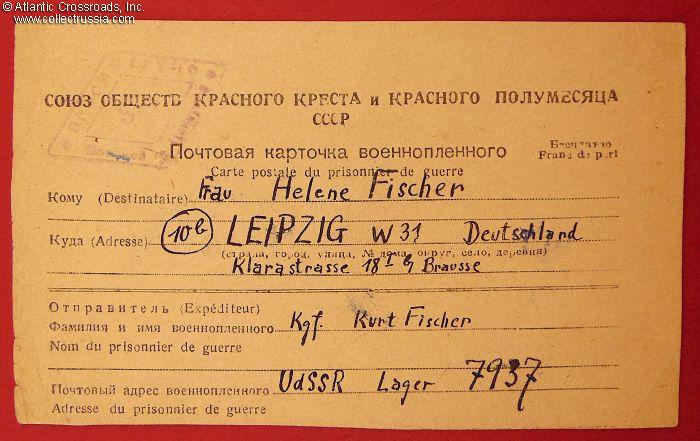 © Atlantic Crossroads, Inc.
www.collectrussia.com
СОЮЗ ОБЩЕСТВ КРАСНОГО КРЕСТА и КРАСНОГО ПОЛУМЕСЯЦА
СССР
Почтовая карточка военнопленного
Бесплатно
Carte postale du prisonnier de guerre
Franc de port
Кому (Destinataire) Frau Helene Fischer
Куда (Adresse) 10b LEIPZIG W 31 Deutschland
(страна, город, улица, № дома, округ, село, деревня)
Klarastrasse 18 I b Brausse
Отправитель (Expéditeur)
Фамилия и имя военнопленного Kgf. Kurt Fischer
Nom du prisonnier de guerre
Почтовый адрес военнопленного UdSSR Lager 7937
Adresse du prisonnier de guerre